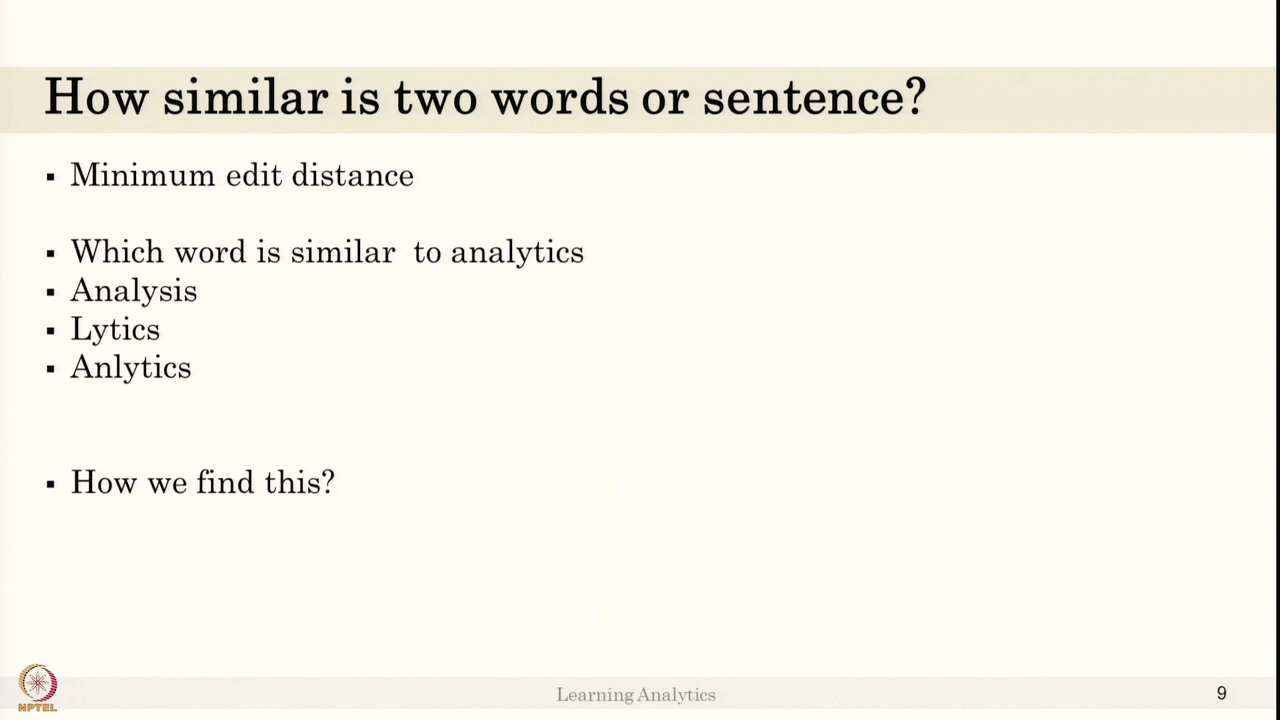 How similar is two words or sentence?
▪ Minimum edit distance
▪ Which word is similar  to analytics
▪ Analysis
▪ Lytics
▪ Anlytics
▪ How we find this?
NPTEL
Learning Analytics
9